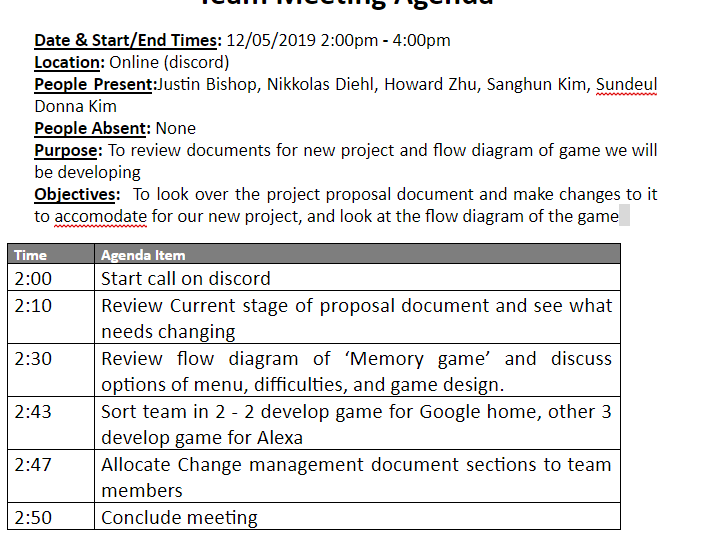 Team Meeting Agenda
Date & Start/End Times: 12/05/2019 2:00pm - 4:00pm
Location: Online (discord)
People Present:Justin Bishop, Nikkolas Diehl, Howard Zhu, Sanghun Kim, Sundeul
Donna Kim
People Absent: None
Purpose: To review documents for new project and flow diagram of game we will
be developing
Objectives: To look over the project proposal document and make changes to it
to accomodate for our new project, and look at the flow diagram of the game
Time Agenda Item
2:00 Start call on discord
2:10 Review Current stage of proposal document and see what
needs changing
2:30 Review flow diagram of ‘Memory game’ and discuss
options of menu, difficulties, and game design.
2:43 Sort team in 2 - 2 develop game for Google home, other 3
develop game for Alexa
2:47 Allocate Change management document sections to team
members
2:50 Conclude meeting